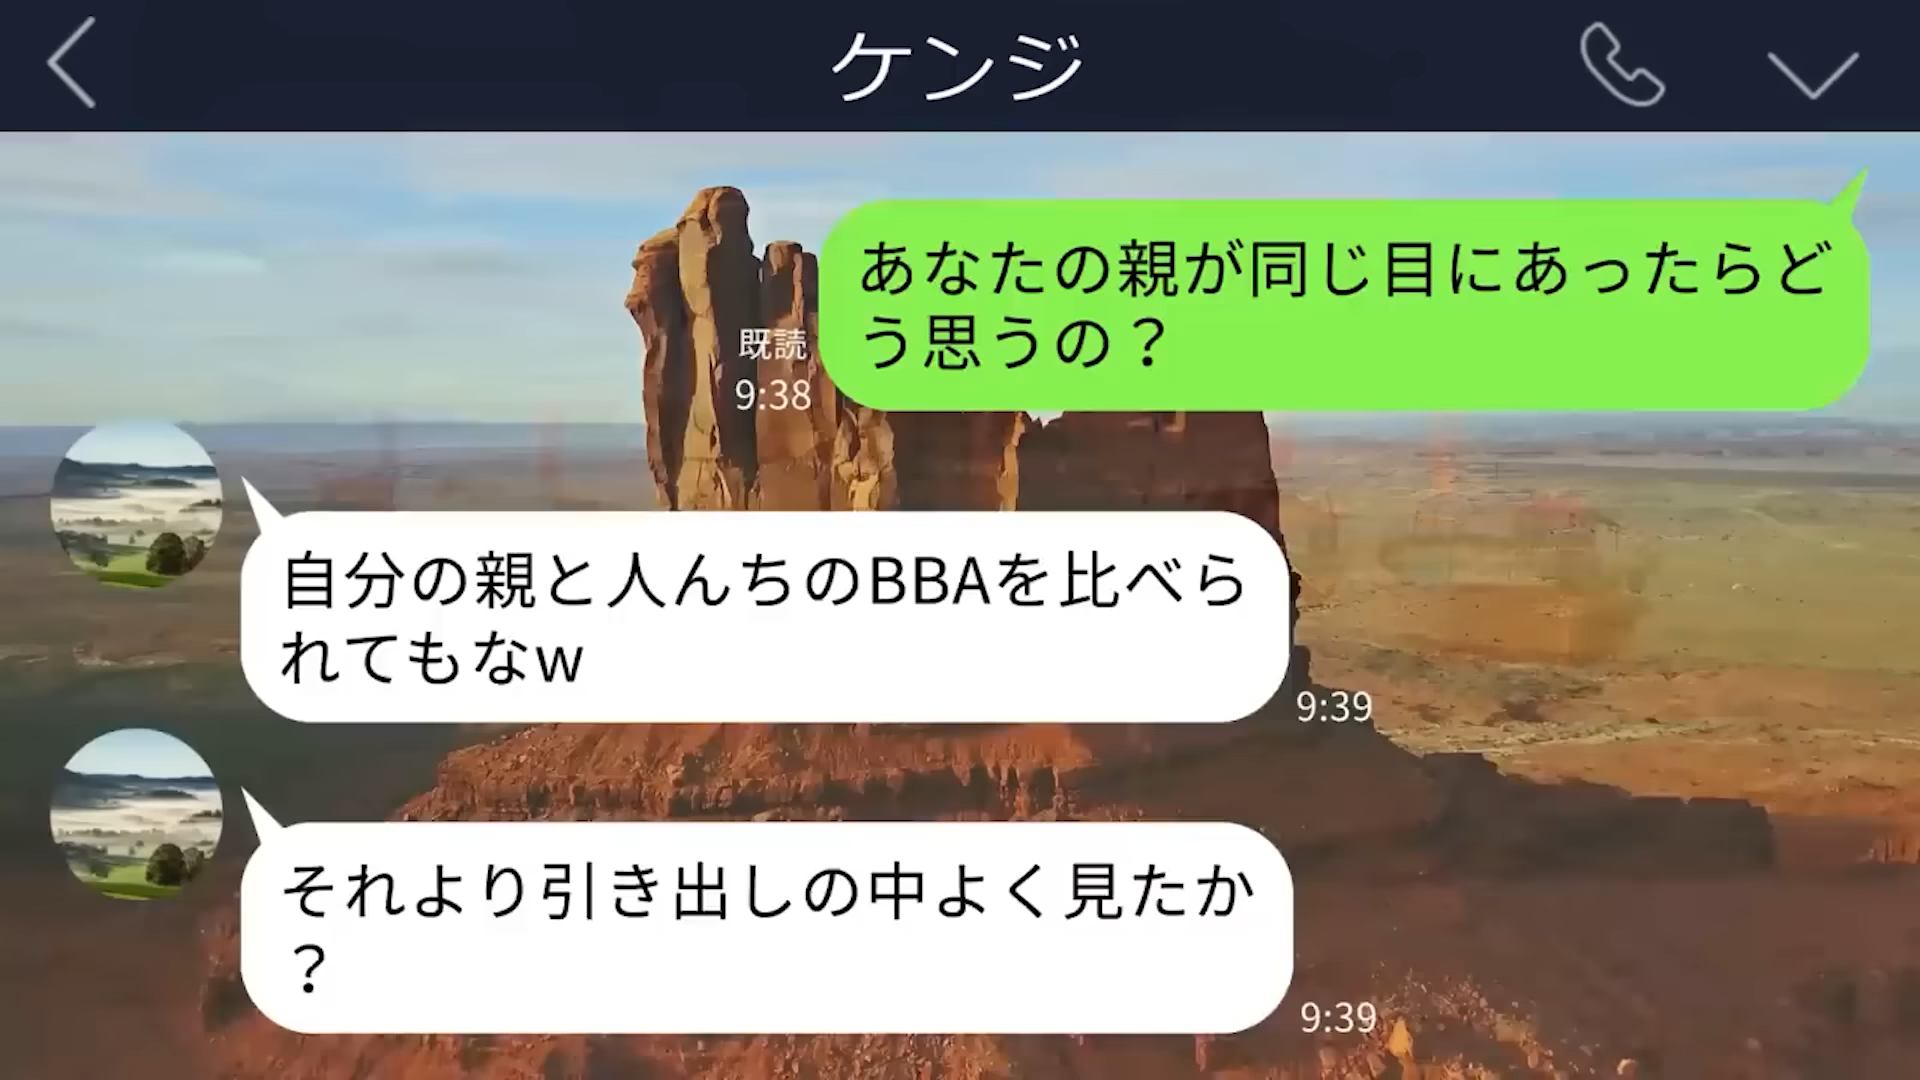 ケンジ
あなたの親が同じ目にあったらど
う思うの？
既読
9:38
自分の親と人んちのBBAを比べら
れてもなw
9:39
それより引き出しの中よく見たか
？
9:39